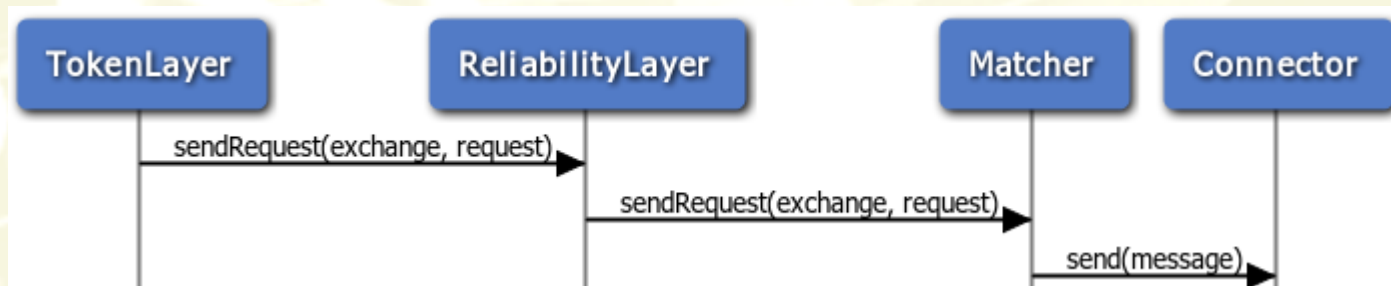 TokenLayer
ReliabilityLayer
Matcher
Connector
sendRequest(exchange, request)
sendRequest(exchange, request)
send(message)